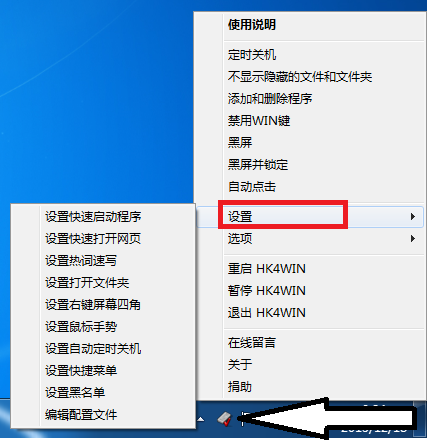 使用说明
定时关机
不显示隐藏的文件和文件夹
添加和删除程序
禁用WIN键
黑屏
黑屏并锁定
自动点击
设置
选项
重启 HK4WIN
暂停 HK4WIN
退出 HK4WIN
在线留言
关于
捐助
设置快速启动程序
设置快速打开网页
设置热词速写
设置打开文件夹
设置右键屏幕四角
设置鼠标手势
设置自动定时关机
设置快捷菜单
设置黑名单
编辑配置文件